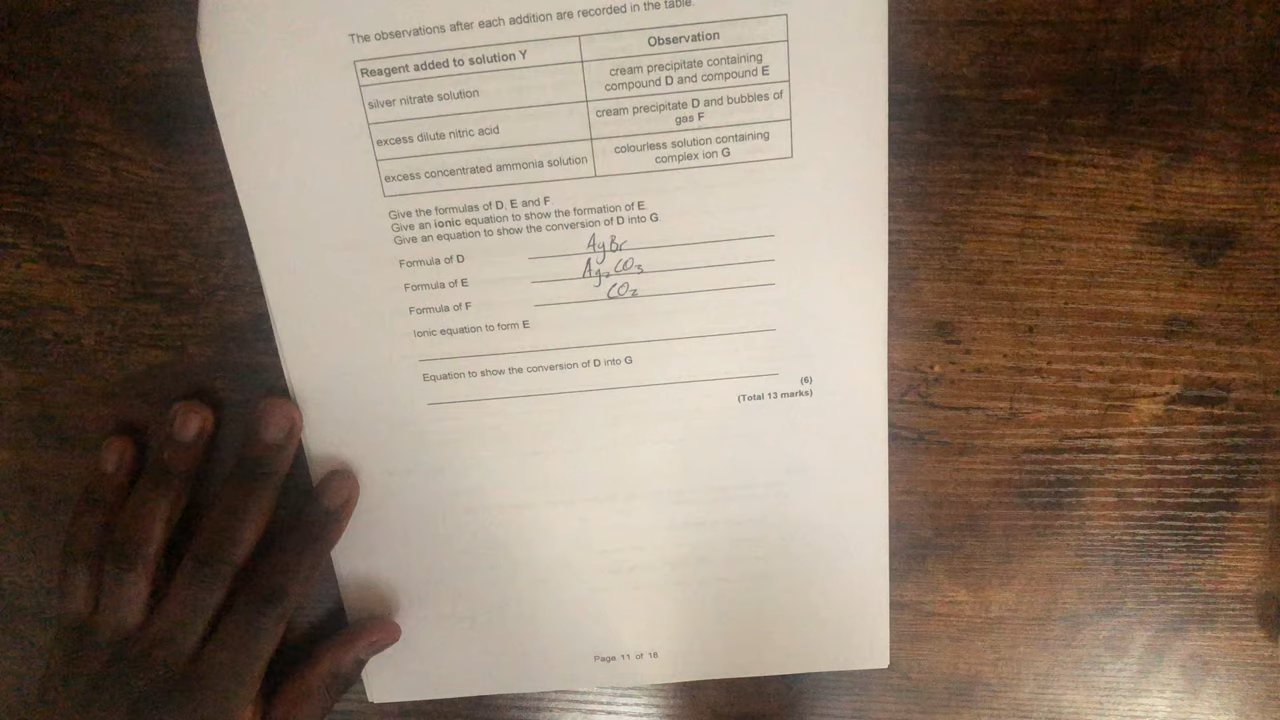 The observations after each addition are recorded in the table.
Reagent added to solution Y
Observation
silver nitrate solution
cream precipitate containing
compound D and compound E
excess dilute nitric acid
cream precipitate D and bubbles of
gas F
excess concentrated ammonia solution
colourless solution containing
complex ion G
Give the formulas of D, E and F.
Give an ionic equation to show the formation of E.
Give an equation to show the conversion of D into G.
Formula of D AgBr
Formula of E Ag₂CO₃
Formula of F CO₂
Ionic equation to form E
Equation to show the conversion of D into G
(6)
(Total 13 marks)
Page 11 of 18